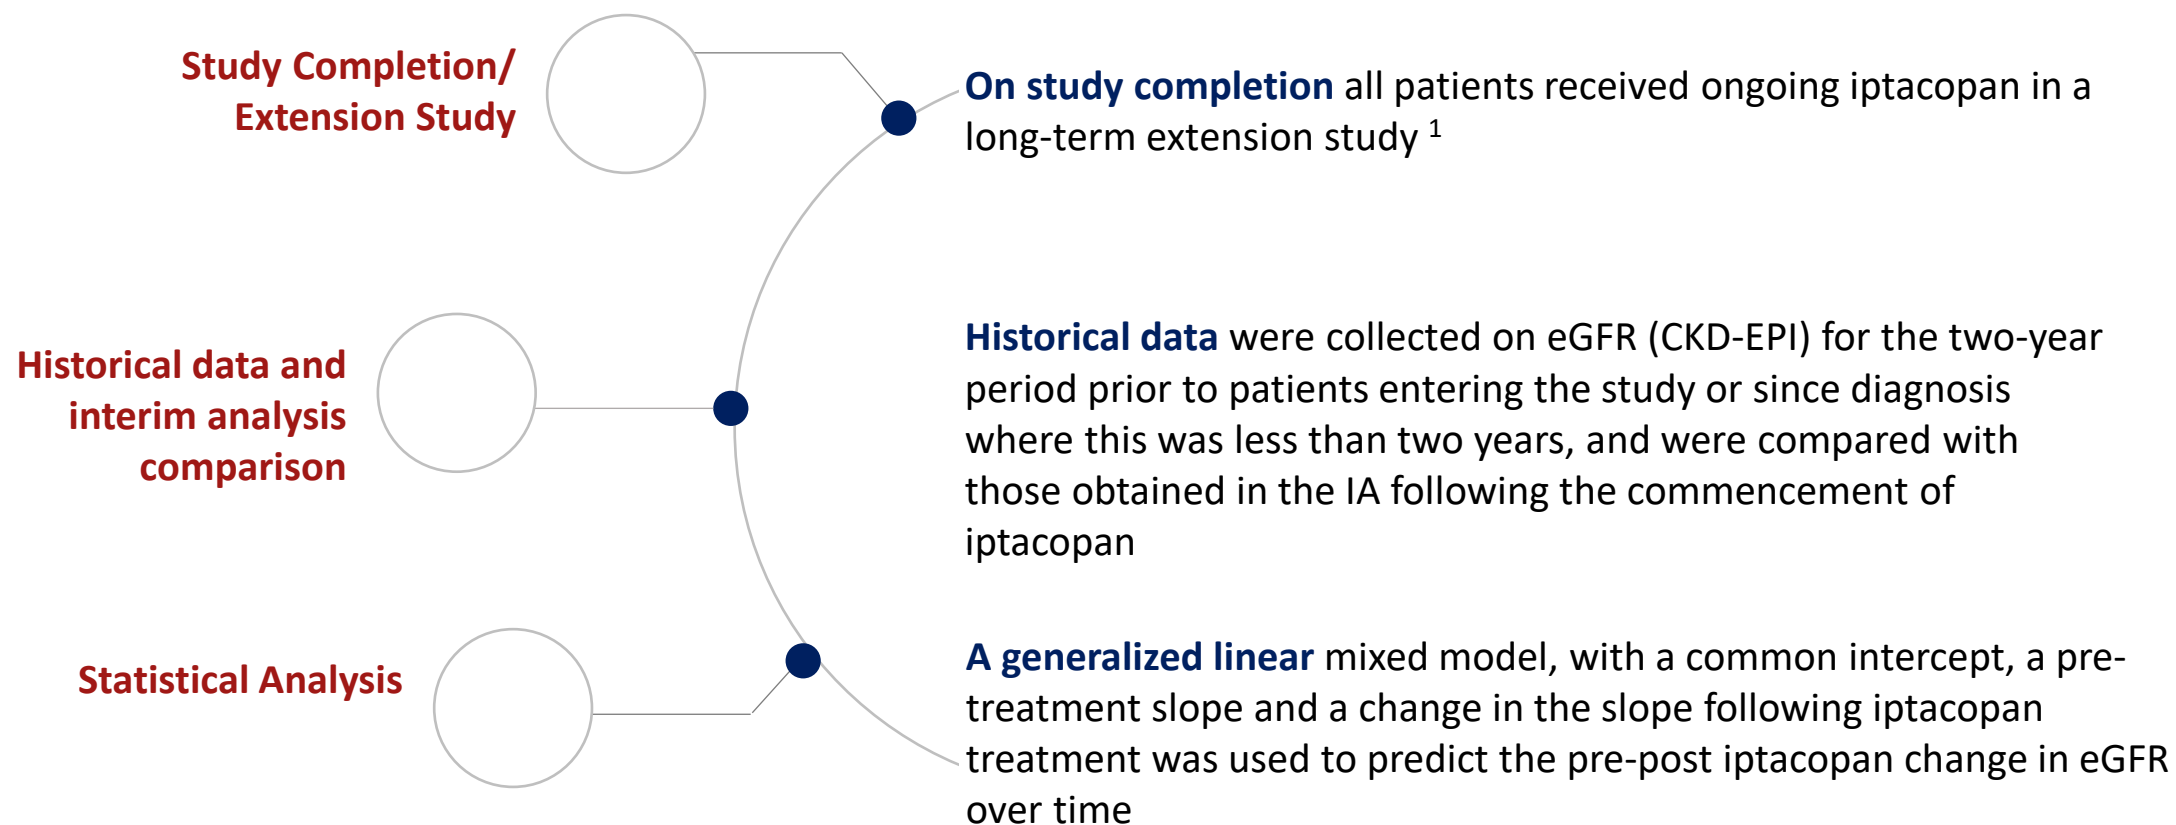 Study Completion/
Extension Study
On study completion all patients received ongoing iptacopan in a
long-term extension study 1
Historical data and
interim analysis
comparison
Historical data were collected on eGFR (CKD-EPI) for the two-year
period prior to patients entering the study or since diagnosis
where this was less than two years, and were compared with
those obtained in the IA following the commencement of
iptacopan
Statistical Analysis
A generalized linear mixed model, with a common intercept, a pre-
treatment slope and a change in the slope following iptacopan
treatment was used to predict the pre-post iptacopan change in eGFR
over time